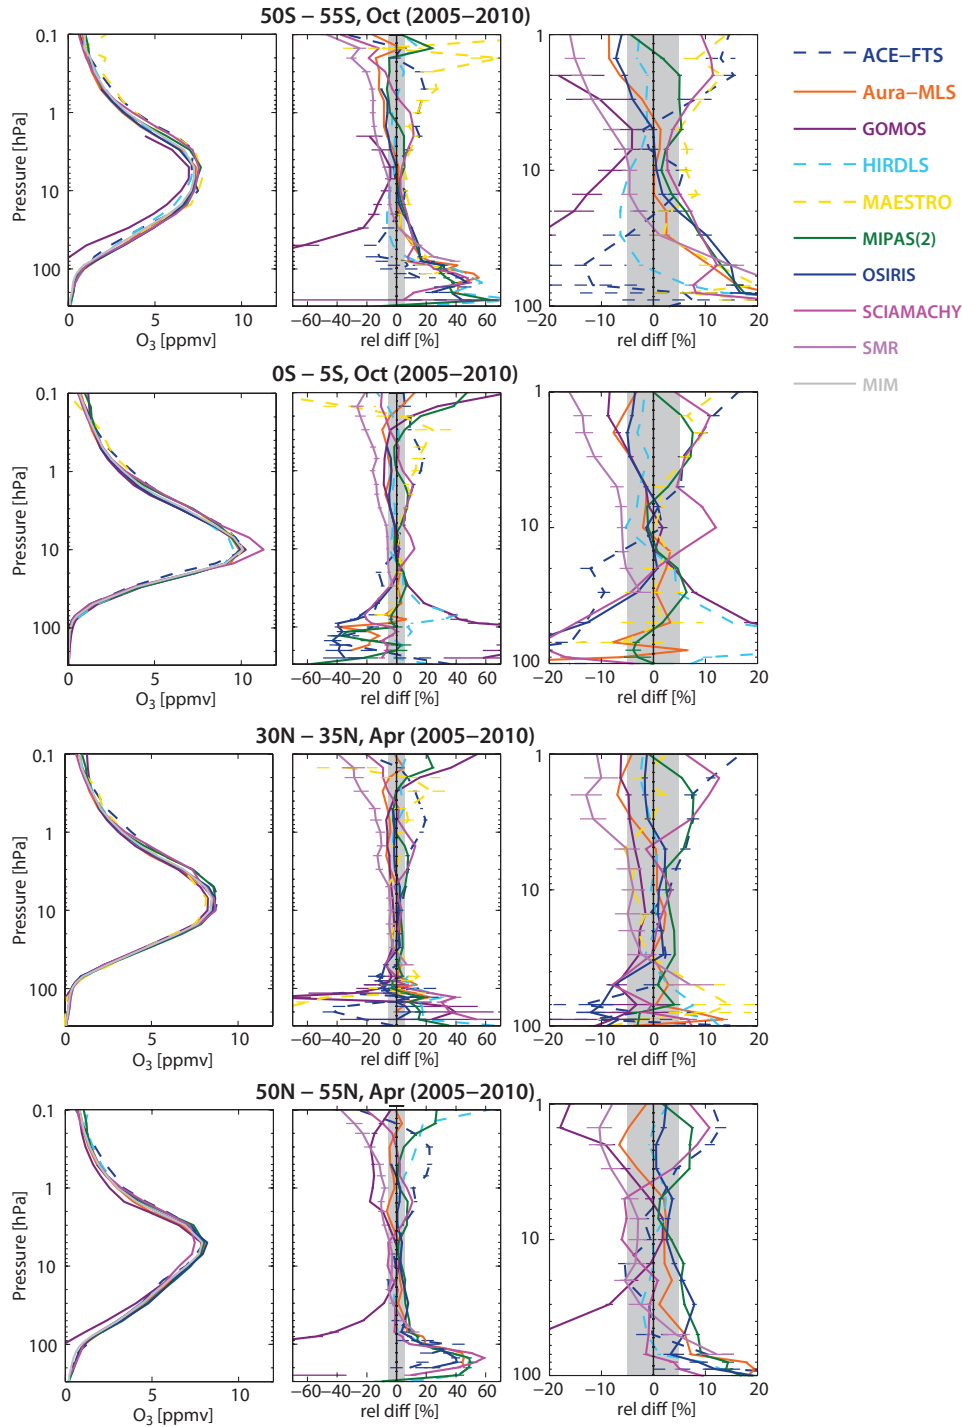 50S – 55S, Oct (2005–2010)
0.1
1
10
100
Pressure [hPa]
0 5 10
O3 [ppmv]
−60 −40 −20 0 20 40 60
rel diff [%]
1
10
100
−20 −10 0 10 20
rel diff [%]
ACE–FTS
Aura–MLS
GOMOS
HIRDLS
MAESTRO
MIPAS(2)
OSIRIS
SCIAMACHY
SMR
MIM
0S – 5S, Oct (2005–2010)
0.1
1
10
100
Pressure [hPa]
0 5 10
O3 [ppmv]
−60 −40 −20 0 20 40 60
rel diff [%]
1
10
100
−20 −10 0 10 20
rel diff [%]
30N – 35N, Apr (2005–2010)
0.1
1
10
100
Pressure [hPa]
0 5 10
O3 [ppmv]
−60 −40 −20 0 20 40 60
rel diff [%]
1
10
100
−20 −10 0 10 20
rel diff [%]
50N – 55N, Apr (2005–2010)
0.1
1
10
100
Pressure [hPa]
0 5 10
O3 [ppmv]
−60 −40 −20 0 20 40 60
rel diff [%]
1
10
100
−20 −10 0 10 20
rel diff [%]